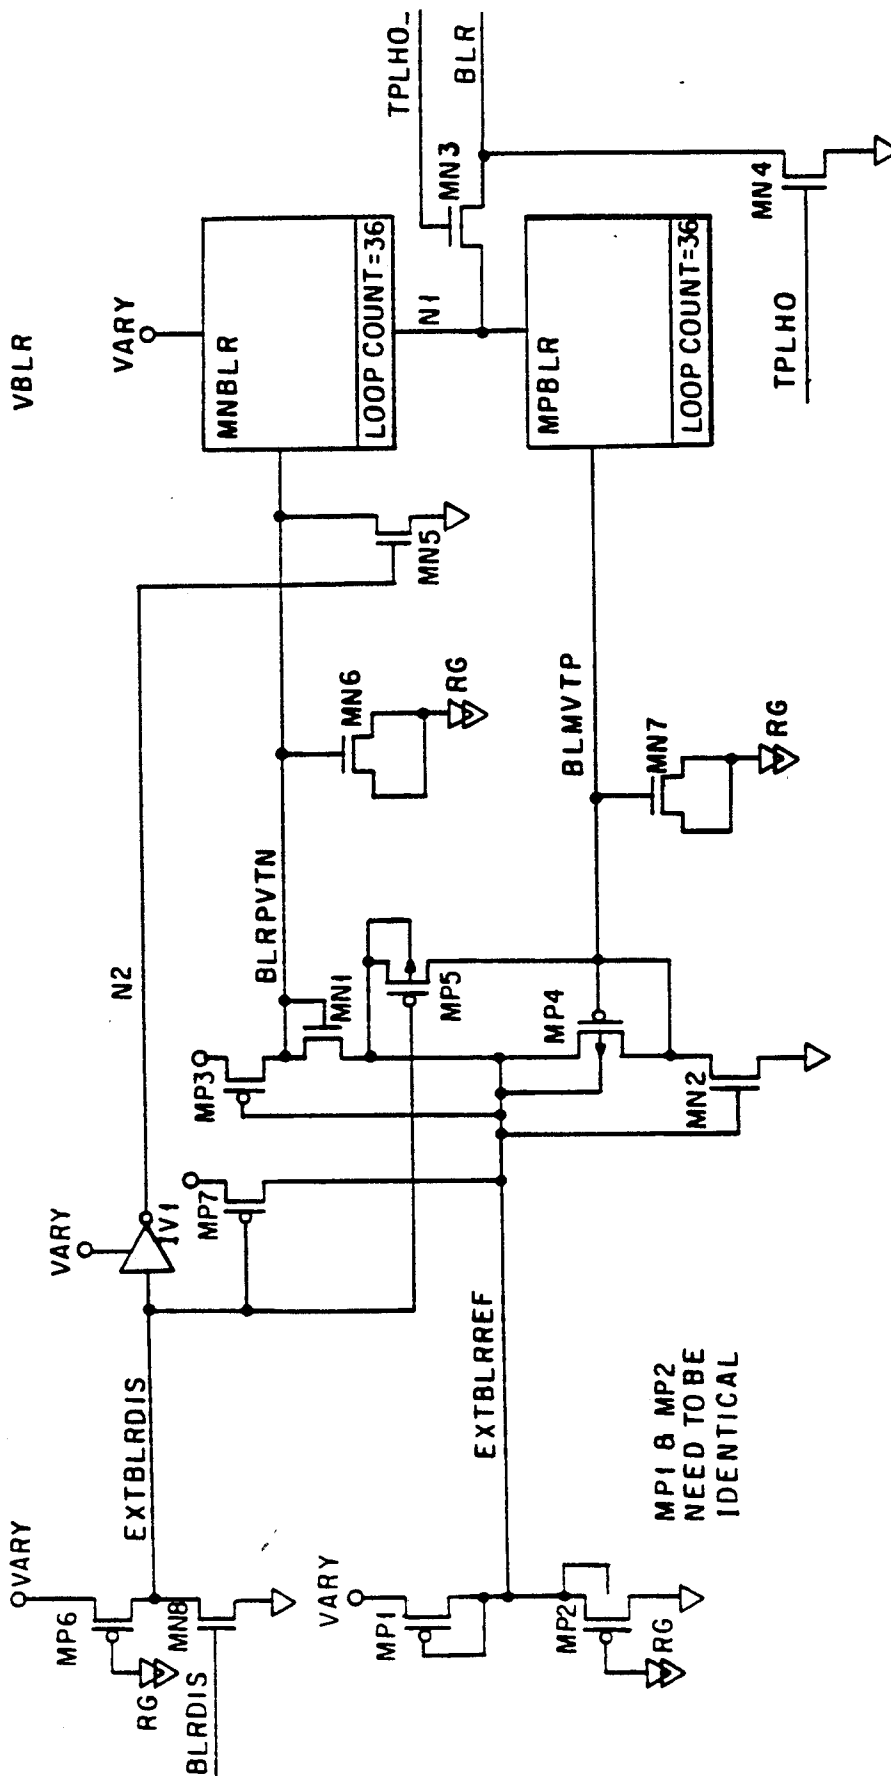 VBLR
VARY
MNBLR
LOOP COUNT=36
N1
MPBLR
LOOP COUNT=36
TPLHO_
BLR
MN3
MN4
TPLHO
MN5
N2
BLRPVTN
MN6
RG
BLMVTP
MN7
RG
MP3
MN1
MP5
MP4
MN2
MP7
VARY
IV1
EXTBLRDIS
EXTBLRREF
VARY
MP6
RG
MN8
BLRDIS
VARY
MP1
MP2
RG
MP1 & MP2
NEED TO BE
IDENTICAL